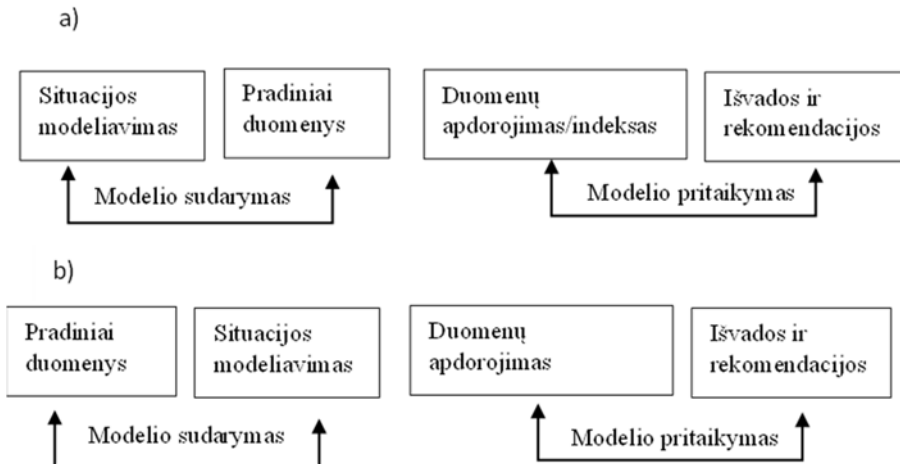 a)
Situacijos
modeliavimas
Pradiniai
duomenys
Duomenų
apdorojimas/indeksas
Išvados ir
rekomendacijos
Modelio sudarymas
Modelio pritaikymas
b)
Pradiniai
duomenys
Situacijos
modeliavimas
Duomenų
apdorojimas
Išvados ir
rekomendacijos
Modelio sudarymas
Modelio pritaikymas